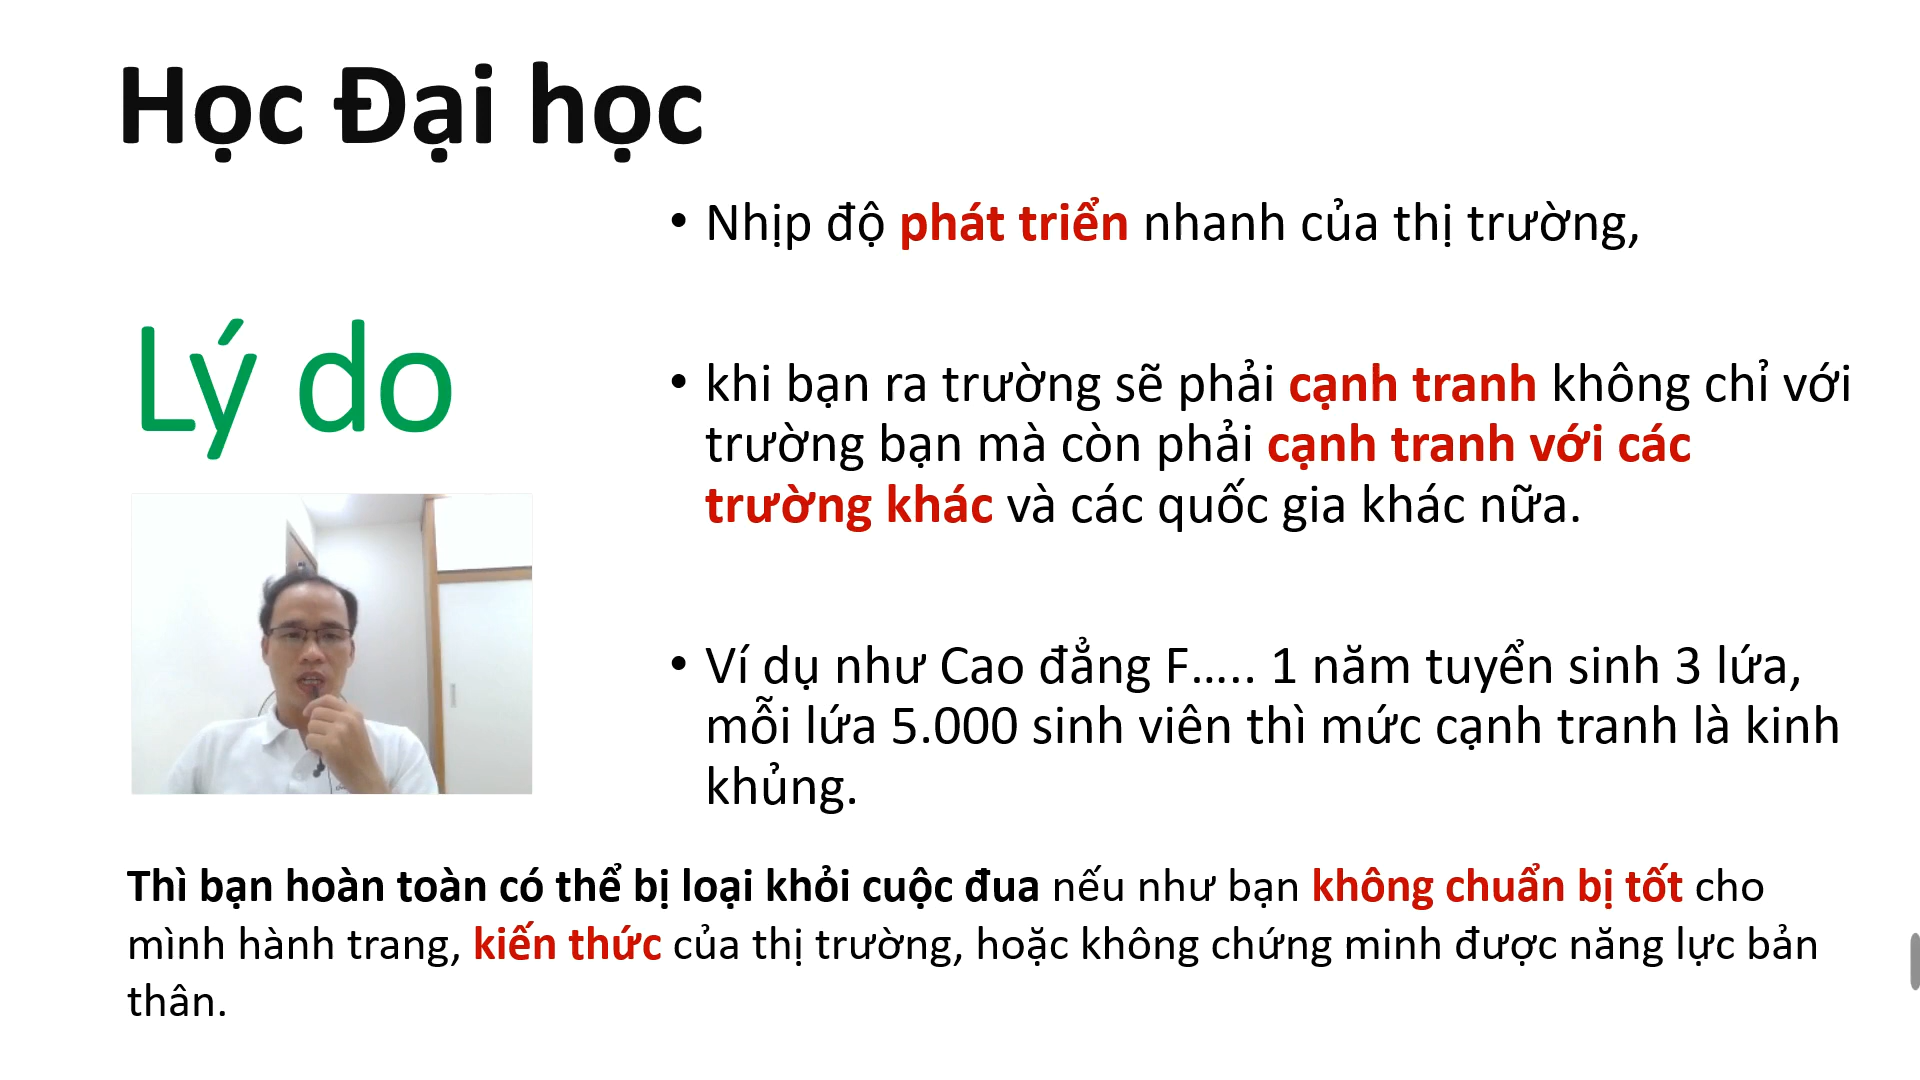 Học Đại học
Lý do
• Nhịp độ phát triển nhanh của thị trường,
• khi bạn ra trường sẽ phải cạnh tranh không chỉ với
trường bạn mà còn phải cạnh tranh với các
trường khác và các quốc gia khác nữa.
• Ví dụ như Cao đẳng F….. 1 năm tuyển sinh 3 lứa,
mỗi lứa 5.000 sinh viên thì mức cạnh tranh là kinh
khủng.
Thì bạn hoàn toàn có thể bị loại khỏi cuộc đua nếu như bạn không chuẩn bị tốt cho
mình hành trang, kiến thức của thị trường, hoặc không chứng minh được năng lực bản
thân.